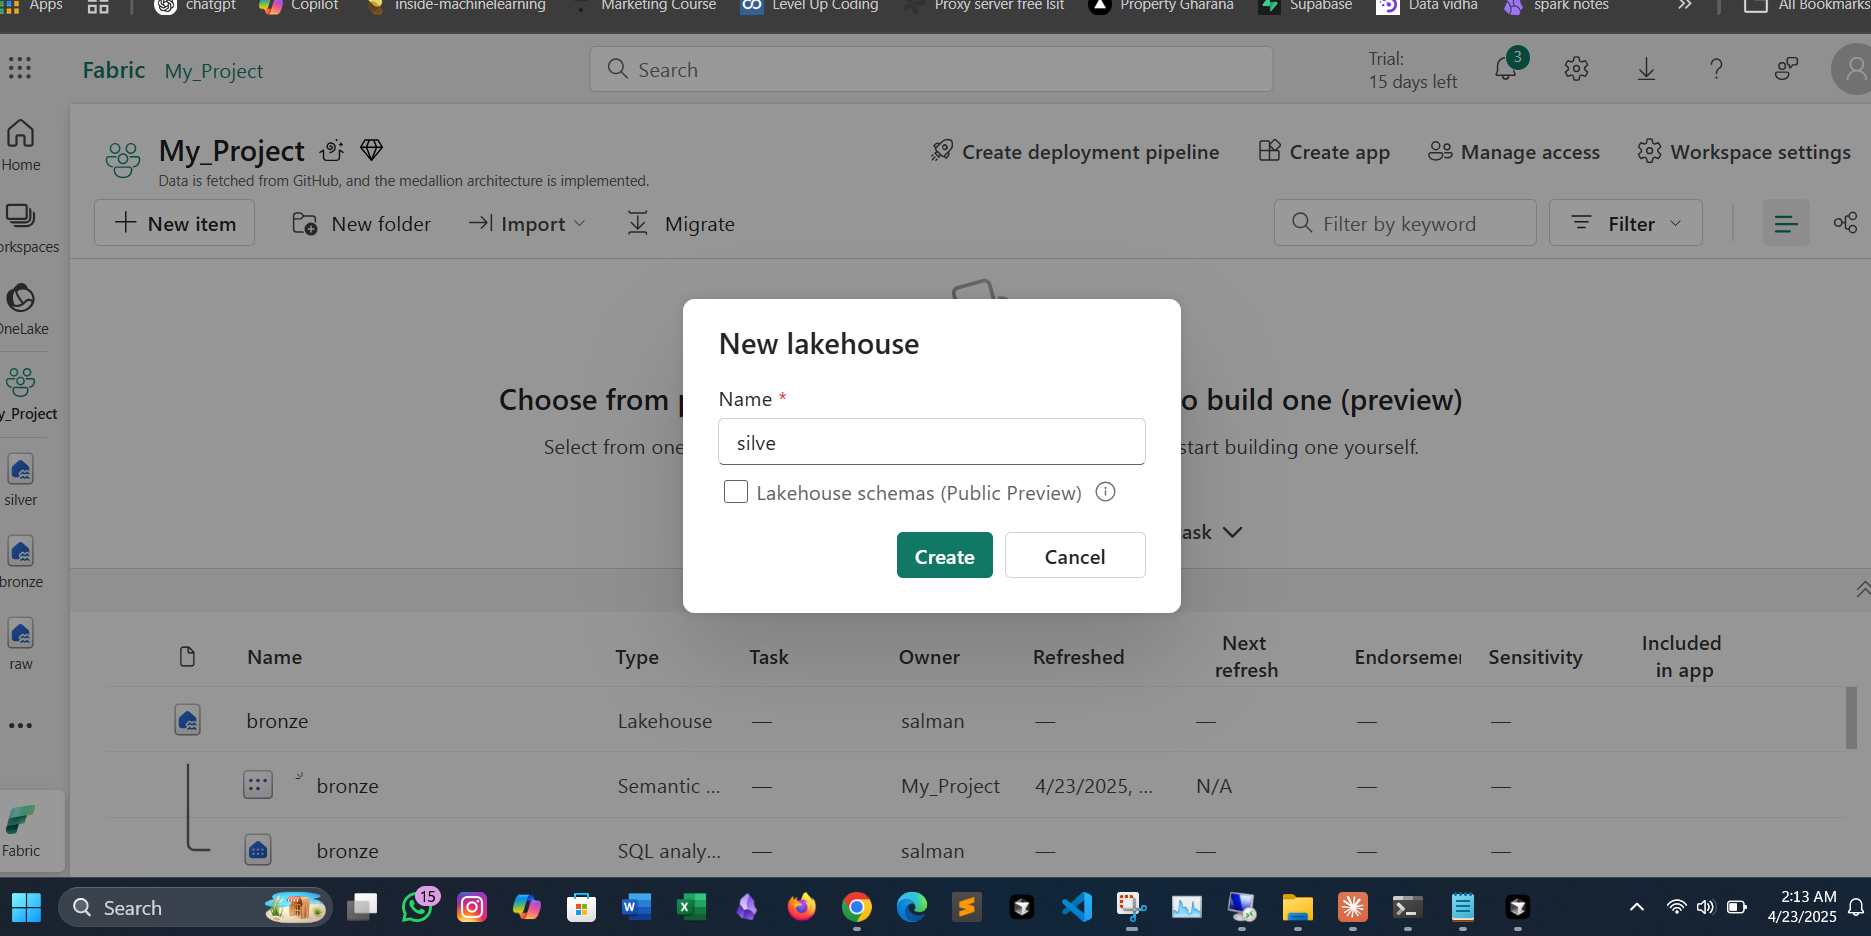 Apps
chatgpt
Copilot
inside-machinelearning
Marketing Course
Level Up Coding
Proxy server free lsit
Property Gharana
Supabase
Data vidha
spark notes
All Bookmarks
Fabric My_Project
Search
Trial:
15 days left
3
Home
orkspaces
OneLake
y_Project
silver
bronze
raw
Fabric
My_Project
Data is fetched from GitHub, and the medallion architecture is implemented.
Create deployment pipeline
Create app
Manage access
Workspace settings
New item
New folder
Import
Migrate
Filter by keyword
Filter
Choose from p
o build one (preview)
Select from one
start building one yourself.
ask
New lakehouse
Name *
silve
Lakehouse schemas (Public Preview)
Create
Cancel
Name Type Task Owner Refreshed Next refresh Endorsemen Sensitivity Included in app
bronze Lakehouse — salman — — — —
bronze Semantic ... — My_Project 4/23/2025, ... N/A — —
bronze SQL analy... — salman — — — —
Search
15
2:13 AM
4/23/2025